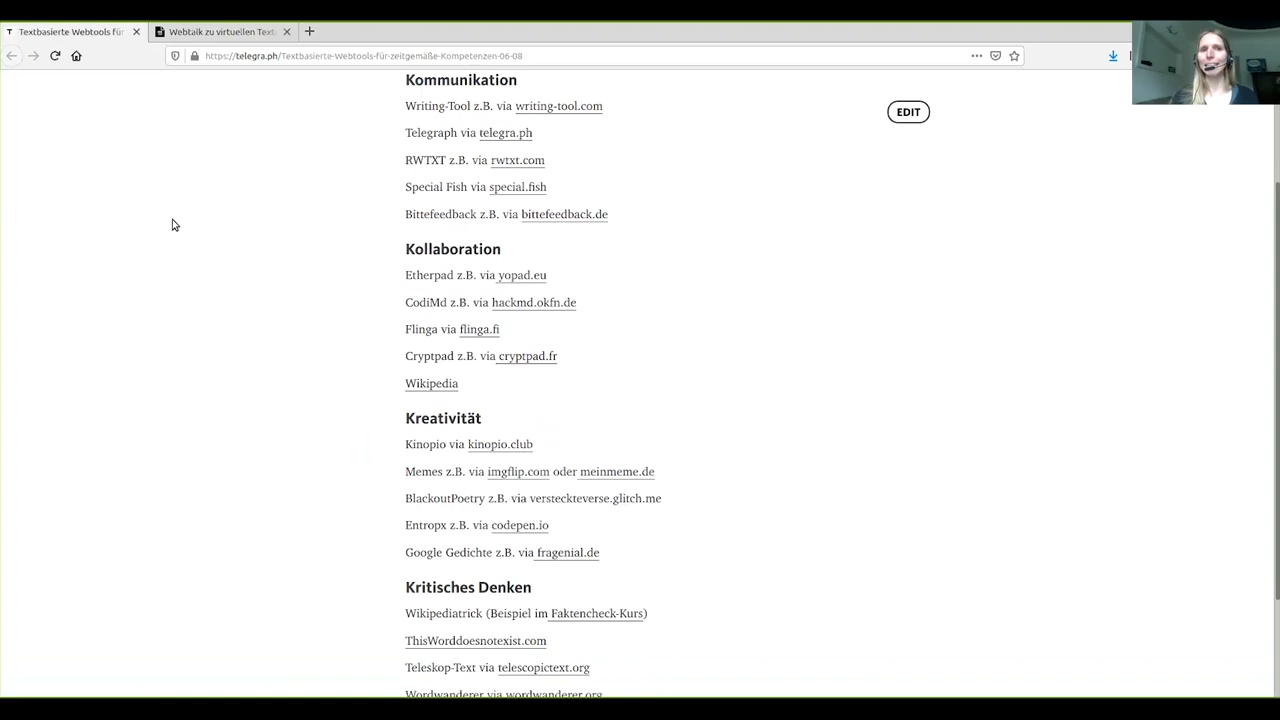 Textbasierte Webtools für
Webtalk zu virtuellen Text
https://telegra.ph/Textbasierte-Webtools-für-zeitgemäße-Kompetenzen-06-08
Kommunikation
Writing-Tool z.B. via writing-tool.com
EDIT
Telegraph via telegra.ph
RWTXT z.B. via rwtxt.com
Special Fish via special.fish
Bittefeedback z.B. via bittefeedback.de
Kollaboration
Etherpad z.B. via yopad.eu
CodiMd z.B. via hackmd.okfn.de
Flinga via flinga.fi
Cryptpad z.B. via cryptpad.fr
Wikipedia
Kreativität
Kinopio via kinopio.club
Memes z.B. via imgflip.com oder meinmeme.de
BlackoutPoetry z.B. via versteckteverse.glitch.me
Entropx z.B. via codepen.io
Google Gedichte z.B. via fragenial.de
Kritisches Denken
Wikipediatrick (Beispiel im Faktencheck-Kurs)
ThisWorddoesnotexist.com
Teleskop-Text via telescopictext.org
Wordwanderer via wordwanderer.org